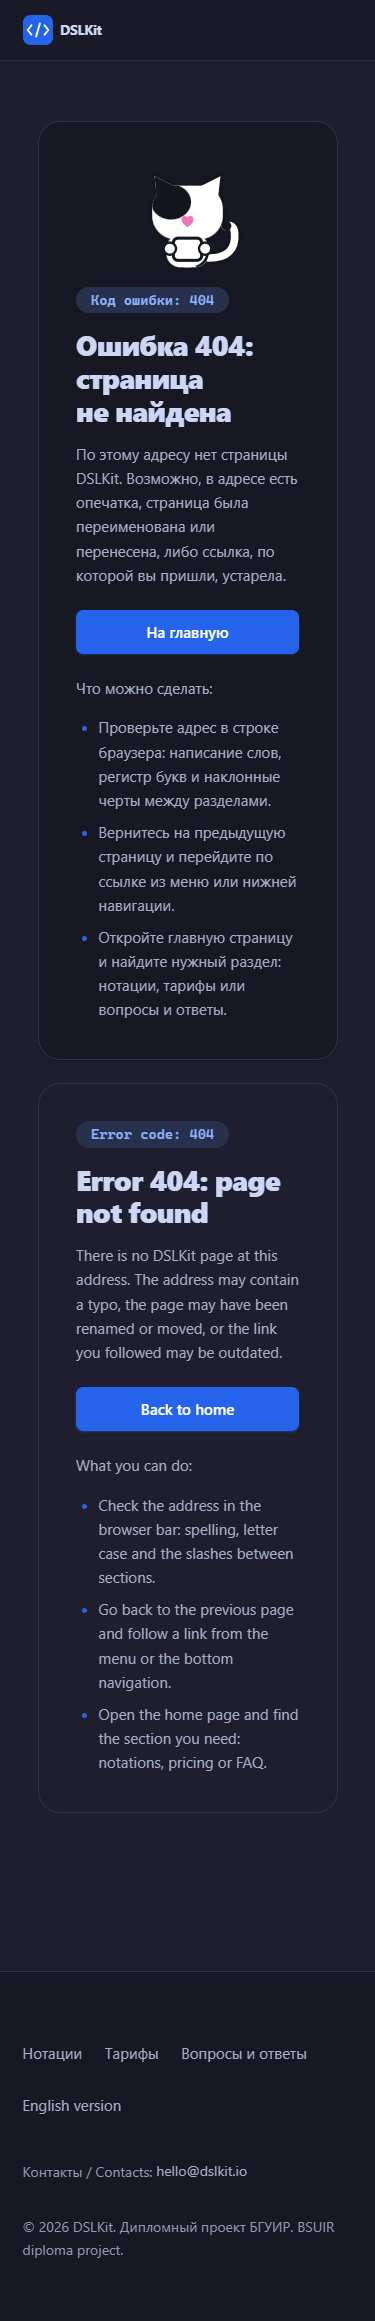 DSLKit
Код ошибки: 404
Ошибка 404:
страница
не найдена
По этому адресу нет страницы
DSLKit. Возможно, в адресе есть
опечатка, страница была
переименована или
перенесена, либо ссылка, по
которой вы пришли, устарела.
На главную
Что можно сделать:
Проверьте адрес в строке
браузера: написание слов,
регистр букв и наклонные
черты между разделами.
Вернитесь на предыдущую
страницу и перейдите по
ссылке из меню или нижней
навигации.
Откройте главную страницу
и найдите нужный раздел:
нотации, тарифы или
вопросы и ответы.
Error code: 404
Error 404: page
not found
There is no DSLKit page at this
address. The address may contain
a typo, the page may have been
renamed or moved, or the link
you followed may be outdated.
Back to home
What you can do:
Check the address in the
browser bar: spelling, letter
case and the slashes between
sections.
Go back to the previous page
and follow a link from the
menu or the bottom
navigation.
Open the home page and find
the section you need:
notations, pricing or FAQ.
Нотации Тарифы Вопросы и ответы
English version
Контакты / Contacts: hello@dslkit.io
© 2026 DSLKit. Дипломный проект БГУИР. BSUIR
diploma project.